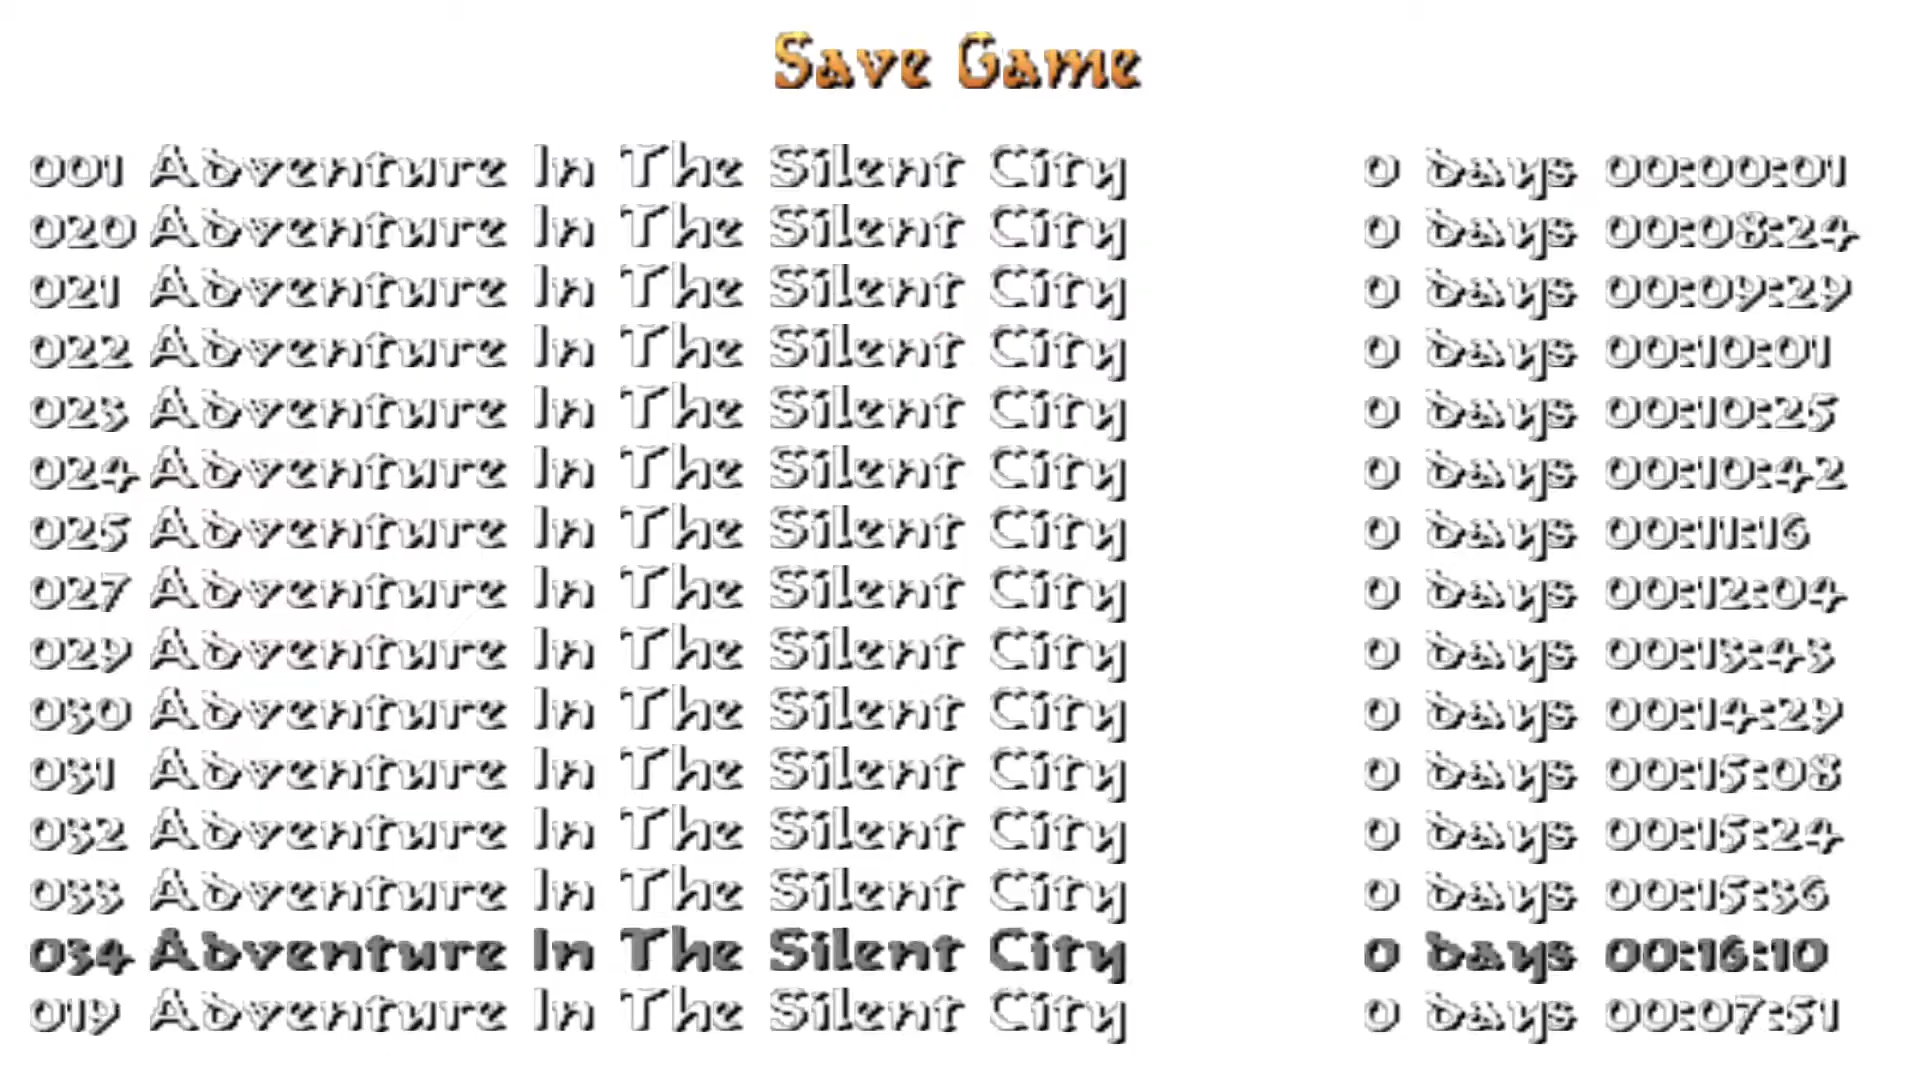 Save Game
001 Adventure In The Silent City 0 days 00:00:01
020 Adventure In The Silent City 0 days 00:08:24
021 Adventure In The Silent City 0 days 00:09:29
022 Adventure In The Silent City 0 days 00:10:01
023 Adventure In The Silent City 0 days 00:10:25
024 Adventure In The Silent City 0 days 00:10:42
025 Adventure In The Silent City 0 days 00:11:16
027 Adventure In The Silent City 0 days 00:12:04
029 Adventure In The Silent City 0 days 00:13:43
030 Adventure In The Silent City 0 days 00:14:29
031 Adventure In The Silent City 0 days 00:15:08
032 Adventure In The Silent City 0 days 00:15:24
033 Adventure In The Silent City 0 days 00:15:36
034 Adventure In The Silent City 0 days 00:16:10
019 Adventure In The Silent City 0 days 00:07:51